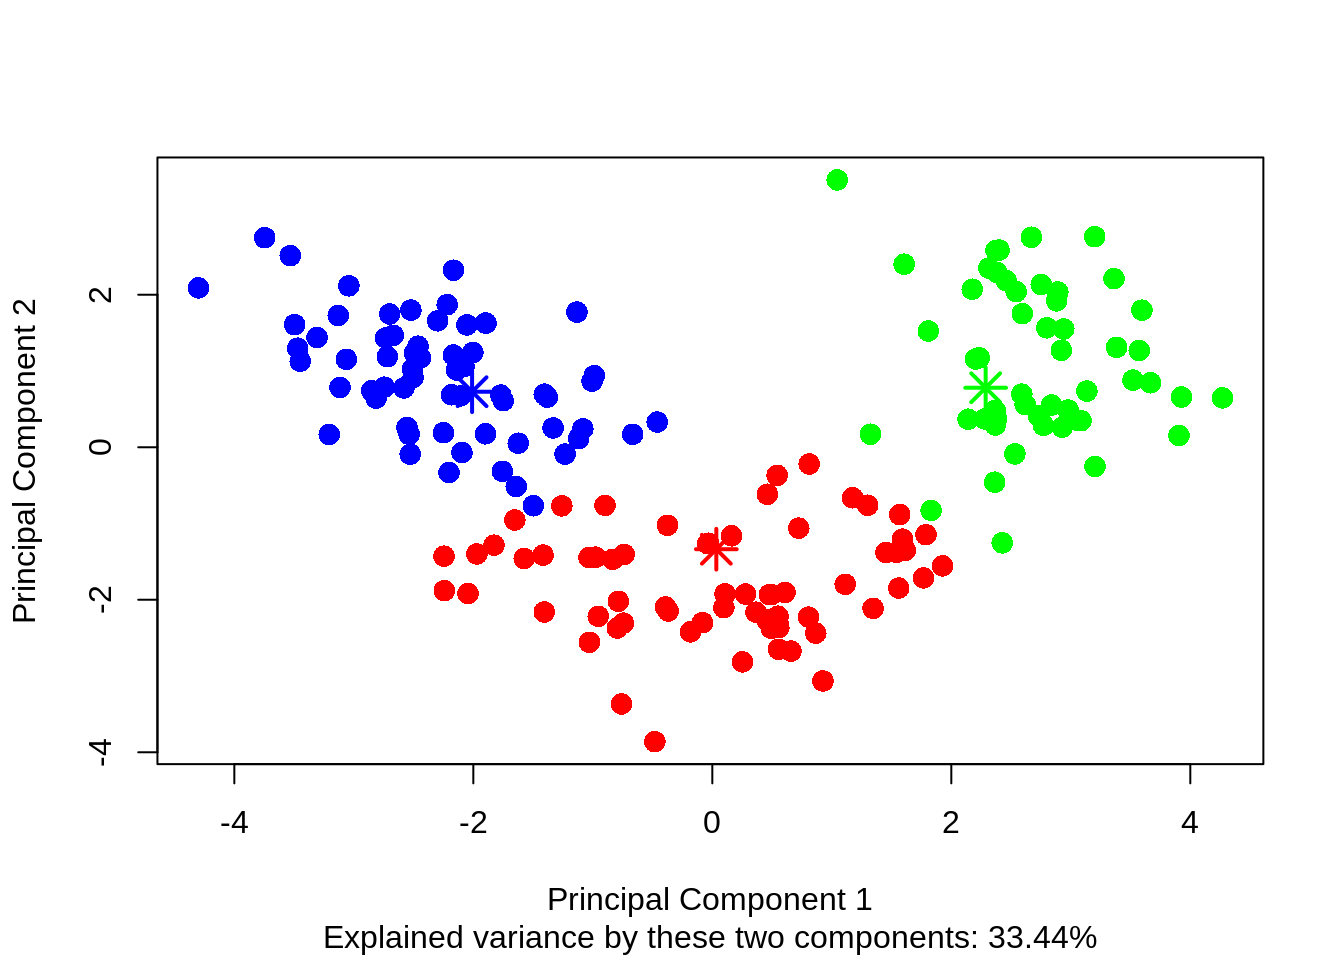 Principal Component 2
2
0
-2
-4
-4 -2 0 2 4
Principal Component 1
Explained variance by these two components: 33.44%